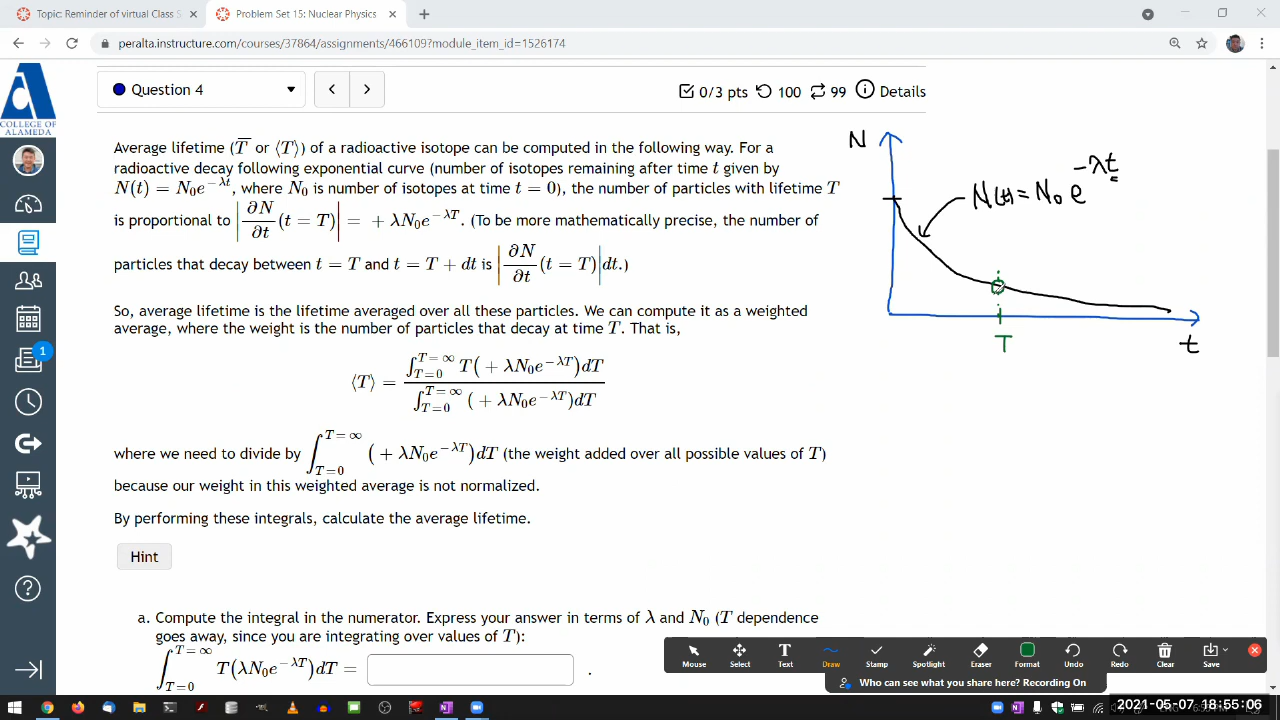 Topic: Reminder of virtual Class S
Problem Set 15: Nuclear Physics
peralta.instructure.com/courses/37864/assignments/466109?module_item_id=1526174
COLLEGE OF
ALAMEDA
Question 4
0/3 pts 100 99 Details
Average lifetime (T̅ or ⟨T⟩) of a radioactive isotope can be computed in the following way. For a
radioactive decay following exponential curve (number of isotopes remaining after time t given by
N(t) = N₀e^(−λt), where N₀ is number of isotopes at time t = 0), the number of particles with lifetime T
is proportional to |∂N/∂t (t = T)| = + λN₀e^(−λT). (To be more mathematically precise, the number of
particles that decay between t = T and t = T + dt is |∂N/∂t (t = T)|dt.)
So, average lifetime is the lifetime averaged over all these particles. We can compute it as a weighted
average, where the weight is the number of particles that decay at time T. That is,
⟨T⟩ = ∫_{T=0}^{T=∞} T( + λN₀e^(−λT))dT / ∫_{T=0}^{T=∞} ( + λN₀e^(−λT))dT
where we need to divide by ∫_{T=0}^{T=∞} ( + λN₀e^(−λT))dT (the weight added over all possible values of T)
because our weight in this weighted average is not normalized.
By performing these integrals, calculate the average lifetime.
Hint
a. Compute the integral in the numerator. Express your answer in terms of λ and N₀ (T dependence
goes away, since you are integrating over values of T):
∫_{T=0}^{T=∞} T(λN₀e^(−λT))dT = .
N
N(t) = N₀ e^(−λt)
T
t
1
Mouse Select Text Draw Stamp Spotlight Eraser Format Undo Redo Clear Save
Who can see what you share here? Recording On
2021-05-07 18:55:06